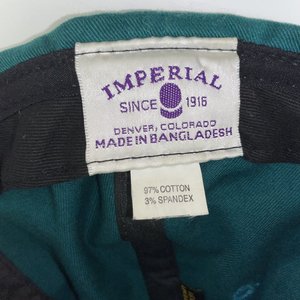 IMPERIAL
SINCE 1916
DENVER, COLORADO
MADE IN BANGLADESH
97% COTTON
3% SPANDEX